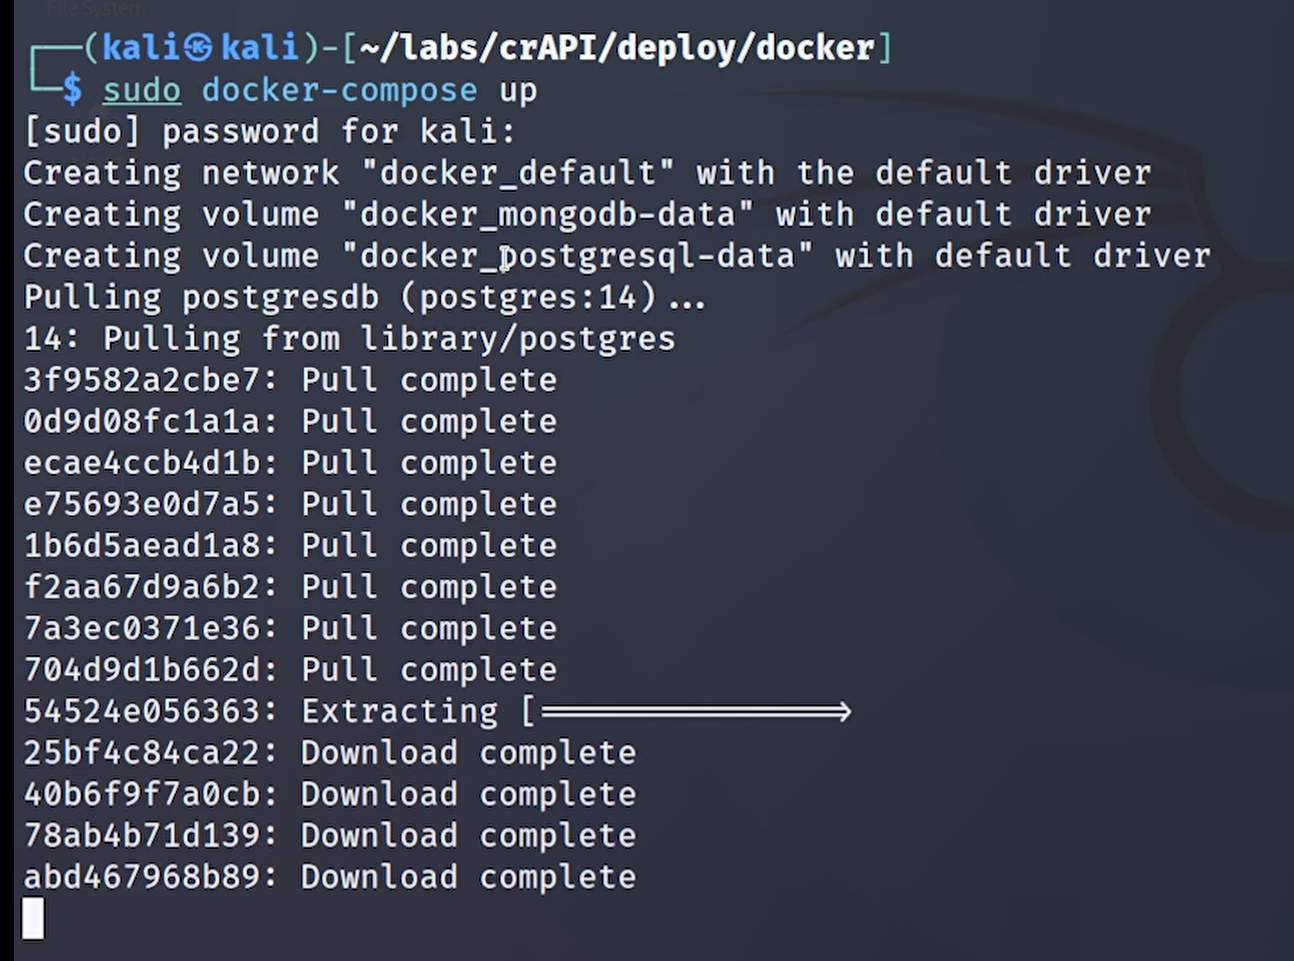 File System
┌──(kali㉿kali)-[~/labs/crAPI/deploy/docker]
└─$ sudo docker-compose up
[sudo] password for kali:
Creating network "docker_default" with the default driver
Creating volume "docker_mongodb-data" with default driver
Creating volume "docker_postgresql-data" with default driver
Pulling postgresdb (postgres:14)...
14: Pulling from library/postgres
3f9582a2cbe7: Pull complete
0d9d08fc1a1a: Pull complete
ecae4ccb4d1b: Pull complete
e75693e0d7a5: Pull complete
1b6d5aead1a8: Pull complete
f2aa67d9a6b2: Pull complete
7a3ec0371e36: Pull complete
704d9d1b662d: Pull complete
54524e056363: Extracting [===============>
25bf4c84ca22: Download complete
40b6f9f7a0cb: Download complete
78ab4b71d139: Download complete
abd467968b89: Download complete